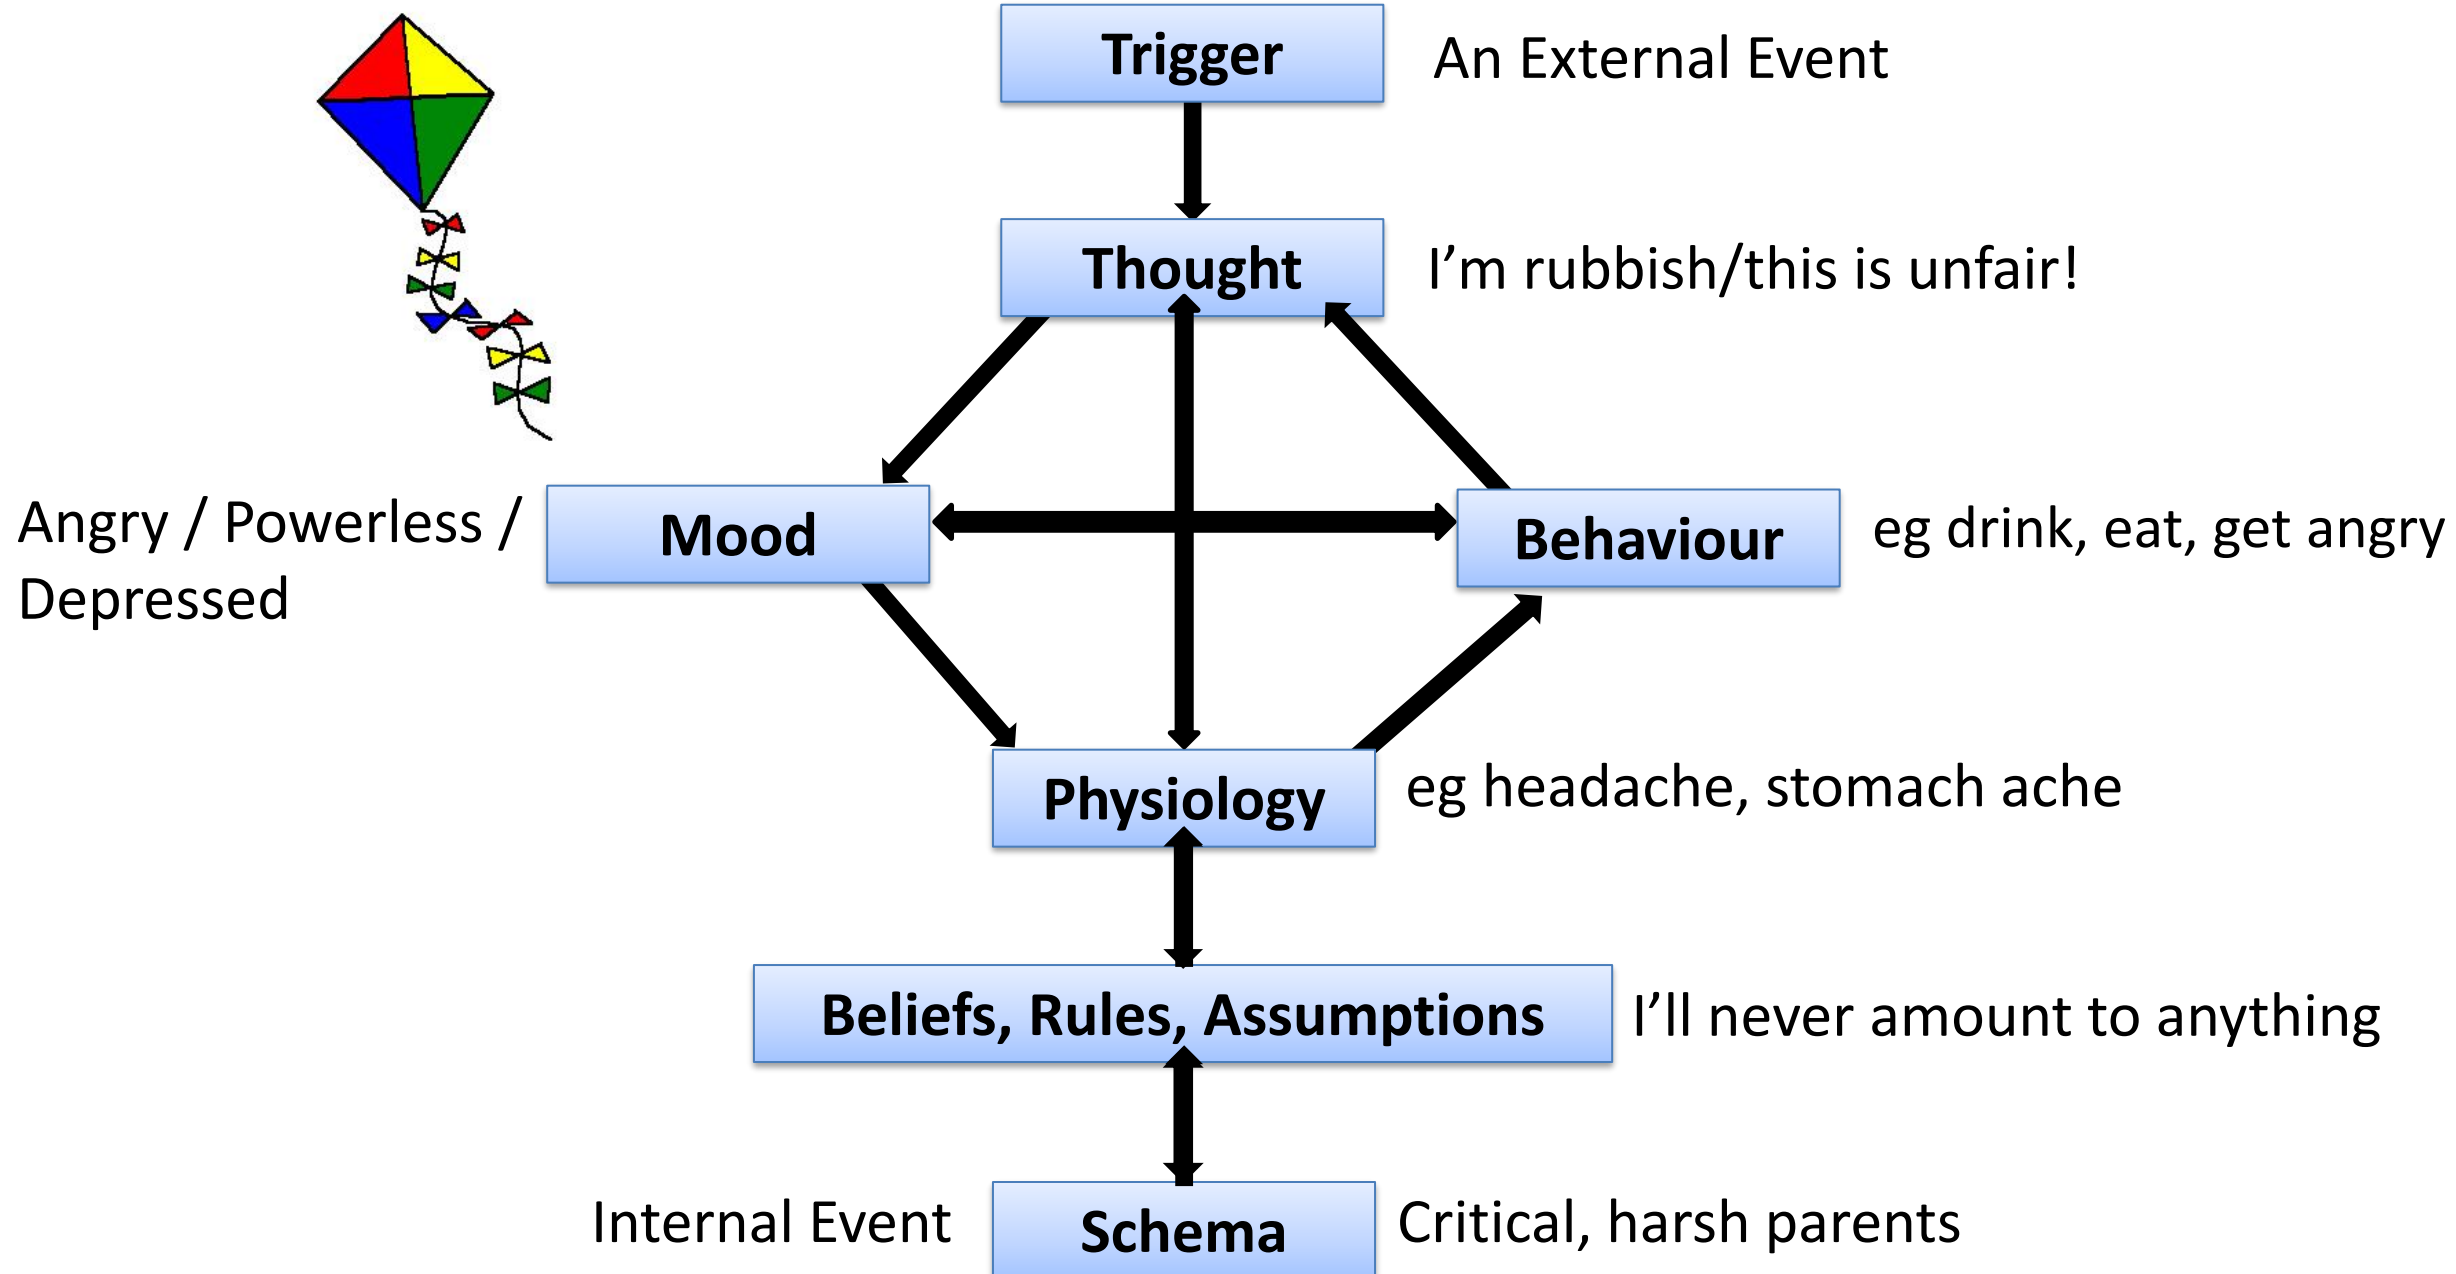 Trigger
An External Event
Thought
I’m rubbish/this is unfair!
Angry / Powerless /
Depressed
Mood
Behaviour
eg drink, eat, get angry
Physiology
eg headache, stomach ache
Beliefs, Rules, Assumptions
I’ll never amount to anything
Internal Event
Schema
Critical, harsh parents